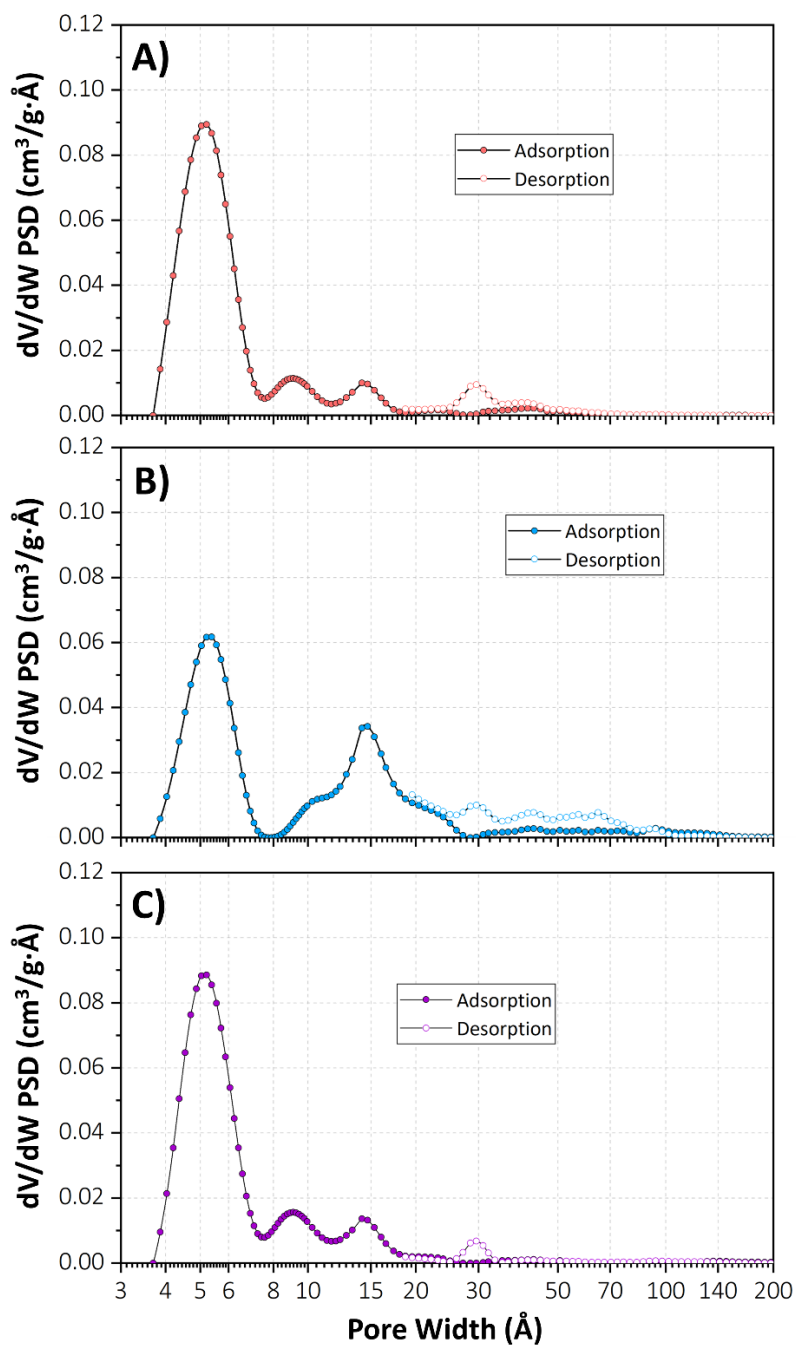 A)
dV/dW PSD (cm³/g·Å)
0.12
0.10
0.08
0.06
0.04
0.02
0.00
Adsorption
Desorption
B)
dV/dW PSD (cm³/g·Å)
0.12
0.10
0.08
0.06
0.04
0.02
0.00
Adsorption
Desorption
C)
dV/dW PSD (cm³/g·Å)
0.12
0.10
0.08
0.06
0.04
0.02
0.00
Adsorption
Desorption
3 4 5 6 8 10 15 20 30 50 70 100 140 200
Pore Width (Å)